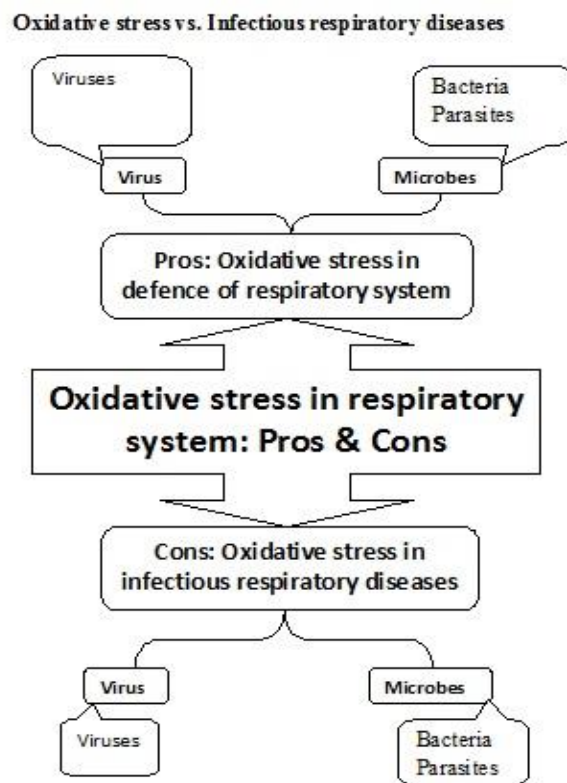 Oxidative stress vs. Infectious respiratory diseases
Viruses
Bacteria
Parasites
Virus
Microbes
Pros: Oxidative stress in
defence of respiratory system
Oxidative stress in respiratory
system: Pros & Cons
Cons: Oxidative stress in
infectious respiratory diseases
Virus
Microbes
Viruses
Bacteria
Parasites